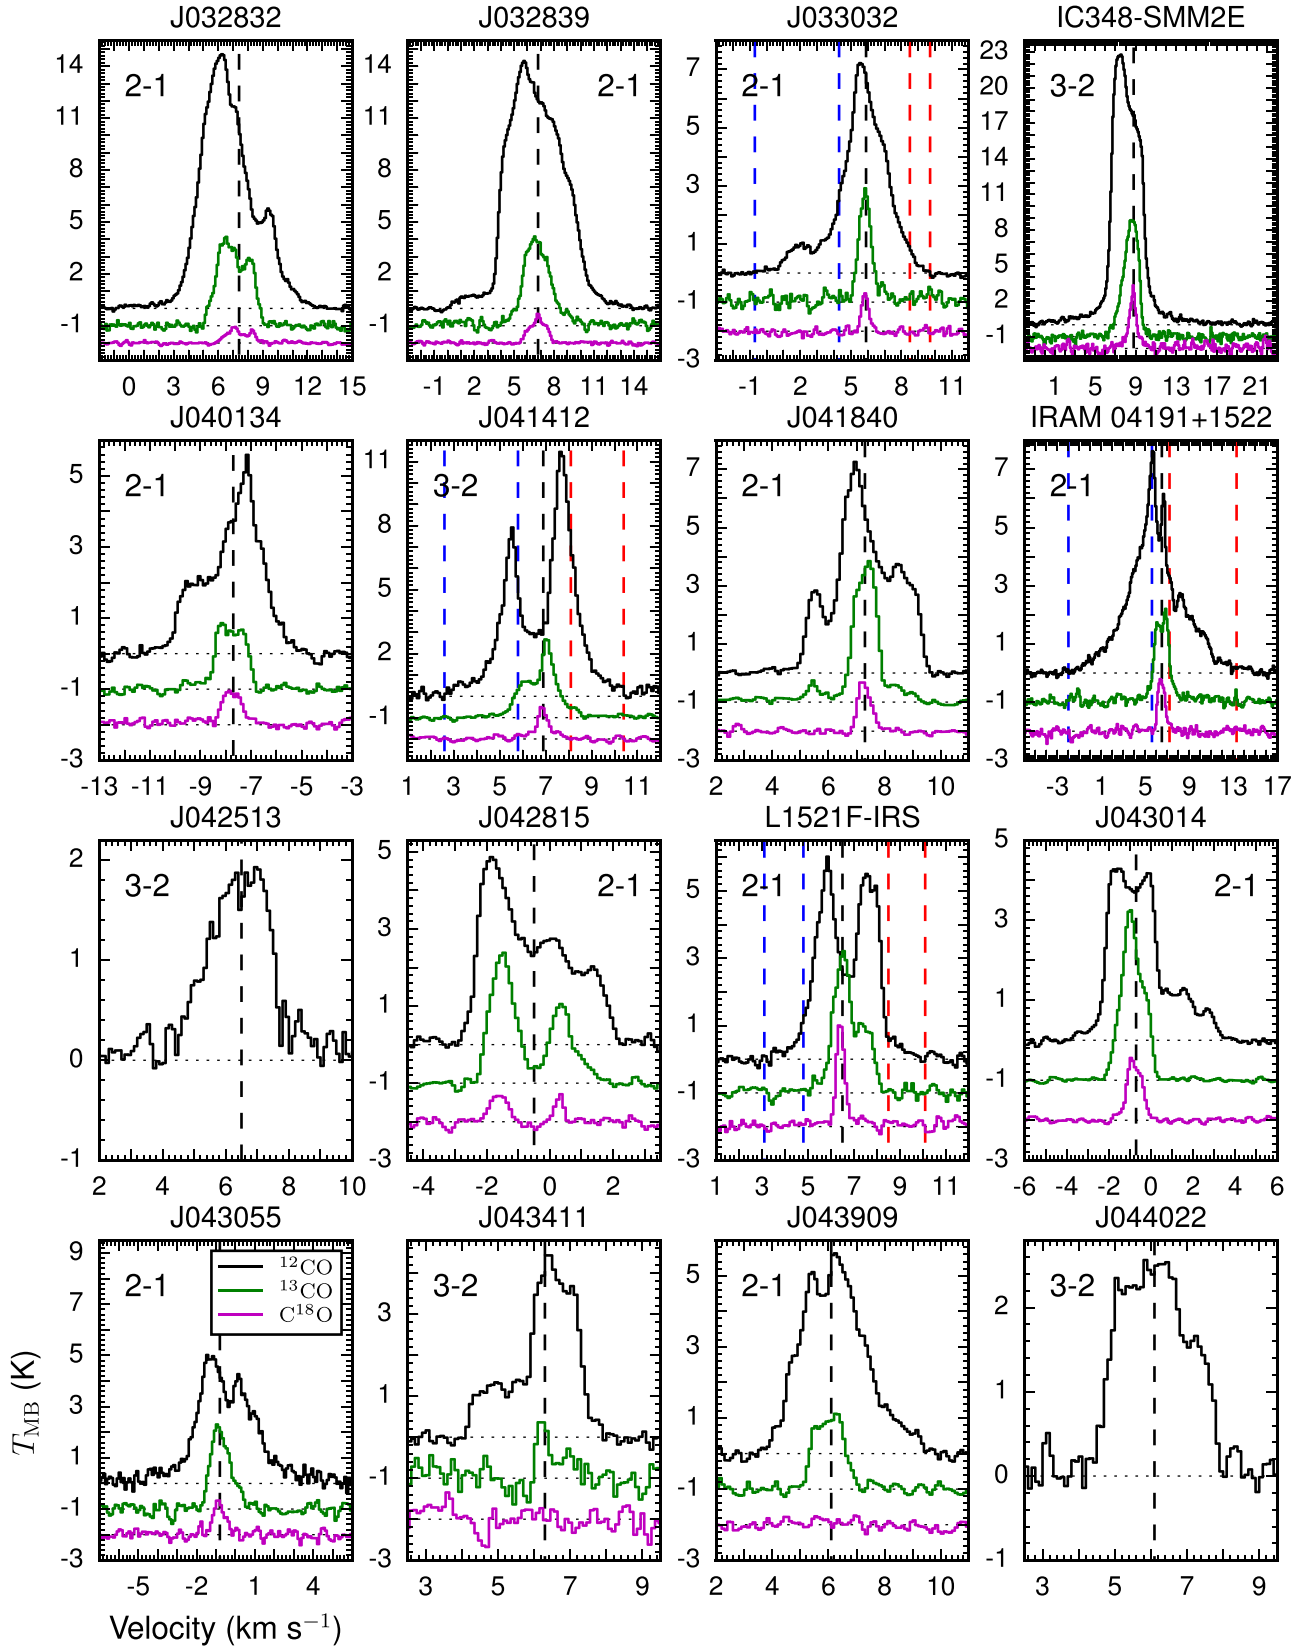 J032832 J032839 J033032 IC348-SMM2E
2-1 2-1 2-1 3-2
14 11 8 5 2 -1
14 11 8 5 2 -1
7 5 3 1 -1 -3
23 20 17 14 11 8 5 2 -1
0 3 6 9 12 15
-1 2 5 8 11 14
-1 2 5 8 11
1 5 9 13 17 21
J040134 J041412 J041840 IRAM 04191+1522
2-1 3-2 2-1 2-1
5 3 1 -1 -3
11 8 5 2 -1
7 5 3 1 -1 -3
7 5 3 1 -1 -3
-13 -11 -9 -7 -5 -3
1 3 5 7 9 11
2 4 6 8 10
-3 1 5 9 13 17
J042513 J042815 L1521F-IRS J043014
3-2 2-1 2-1 2-1
2 1 0 -1
5 3 1 -1 -3
5 3 1 -1 -3
5 3 1 -1 -3
2 4 6 8 10
-4 -2 0 2
1 3 5 7 9 11
-6 -4 -2 0 2 4 6
J043055 J043411 J043909 J044022
2-1 3-2 2-1 3-2
¹²CO
¹³CO
C¹⁸O
9 7 5 3 1 -1 -3
3 1 -1 -3
5 3 1 -1 -3
2 1 0 -1
T_MB (K)
-5 -2 1 4
3 5 7 9
2 4 6 8 10
3 5 7 9
Velocity (km s⁻¹)